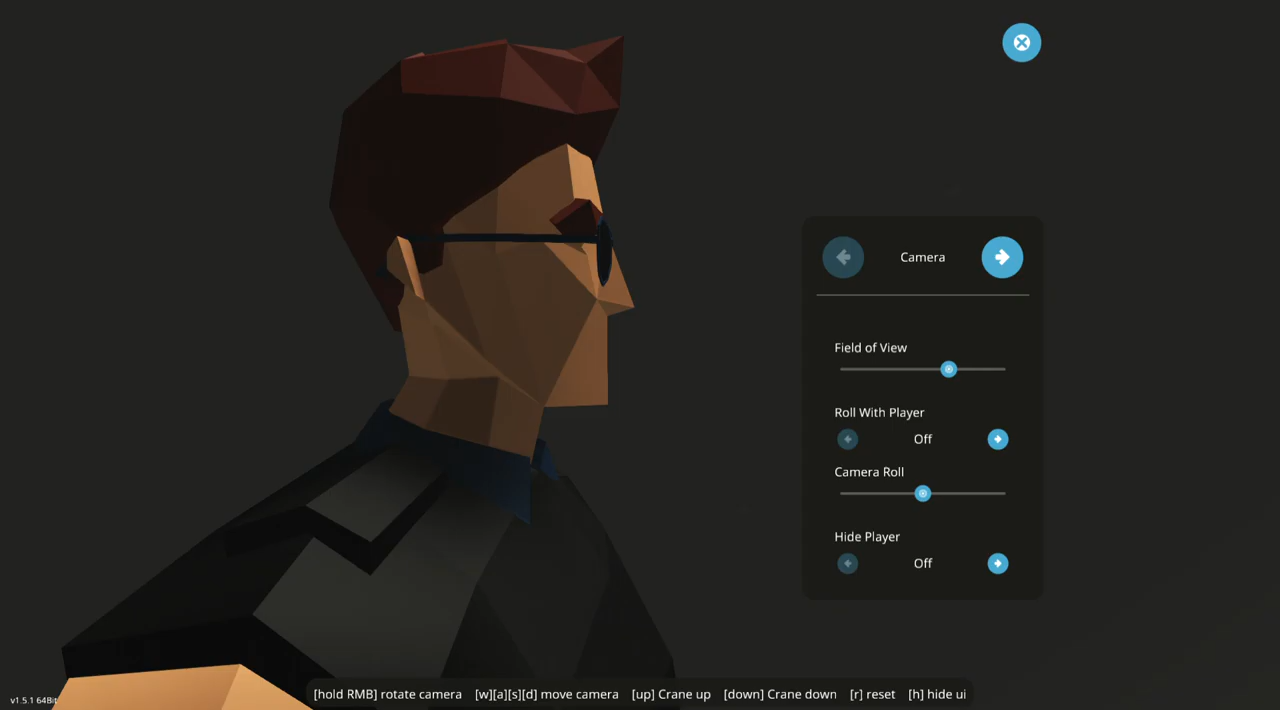 Camera
Field of View
Roll With Player
Off
Camera Roll
Hide Player
Off
[hold RMB] rotate camera [w][a][s][d] move camera [up] Crane up [down] Crane down [r] reset [h] hide ui
v1.5.1 64Bit